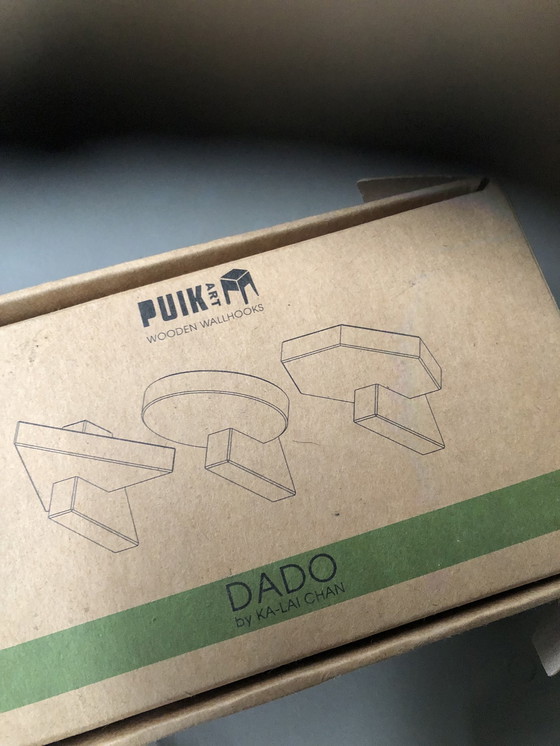 PUIK ART
WOODEN WALLHOOKS
DADO
by KA-LAI CHAN